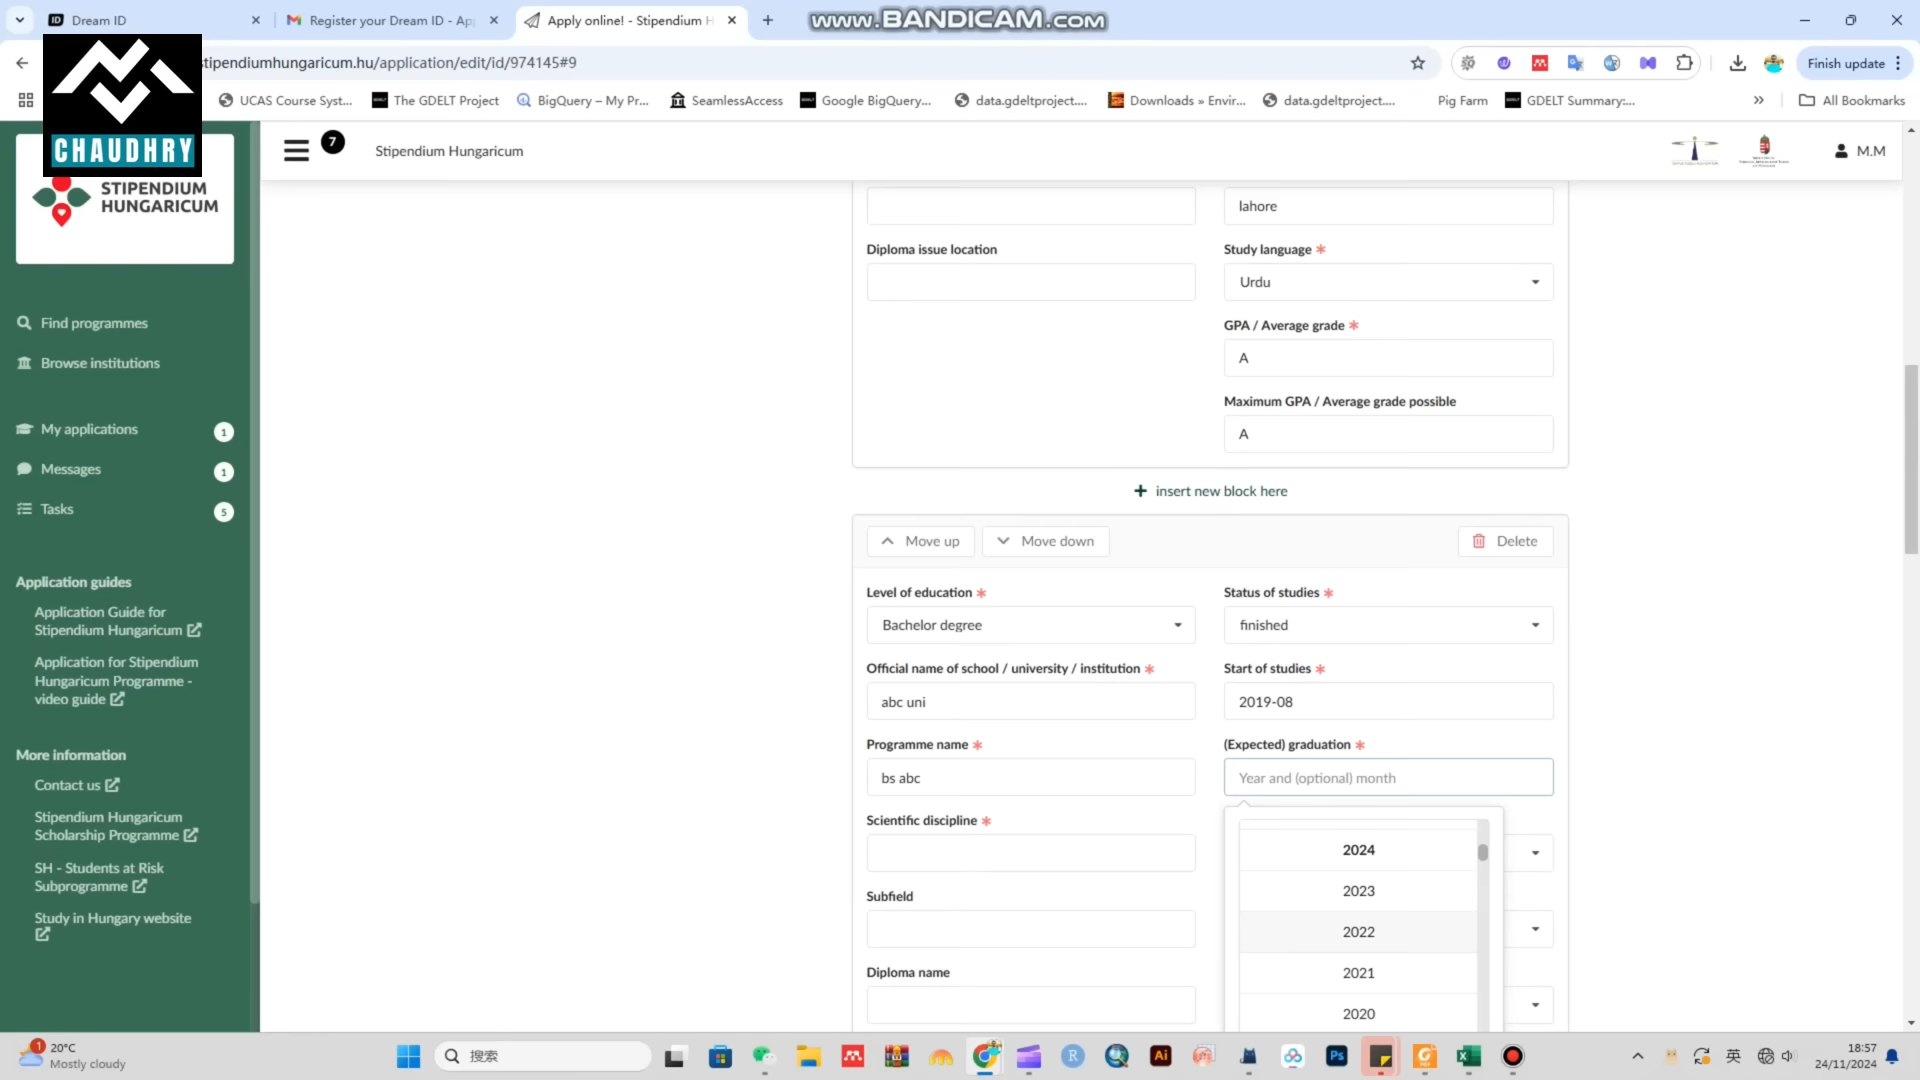 Dream ID
Register your Dream ID - Ap
Apply online! - Stipendium H
www.BANDICAM.com
stipendiumhungaricum.hu/application/edit/id/974145#9
Finish update
UCAS Course Syst...
The GDELT Project
BigQuery – My Pr...
SeamlessAccess
Google BigQuery...
data.gdeltproject....
Downloads » Envir...
data.gdeltproject....
Pig Farm
GDELT Summary:...
All Bookmarks
CHAUDHRY
STIPENDIUM
HUNGARICUM
7
Stipendium Hungaricum
M.M
Find programmes
Browse institutions
My applications 1
Messages 1
Tasks 5
Application guides
Application Guide for
Stipendium Hungaricum
Application for Stipendium
Hungaricum Programme -
video guide
More information
Contact us
Stipendium Hungaricum
Scholarship Programme
SH - Students at Risk
Subprogramme
Study in Hungary website
lahore
Diploma issue location
Study language *
Urdu
GPA / Average grade *
A
Maximum GPA / Average grade possible
A
+ insert new block here
Move up
Move down
Delete
Level of education *
Status of studies *
Bachelor degree
finished
Official name of school / university / institution *
Start of studies *
abc uni
2019-08
Programme name *
(Expected) graduation *
bs abc
Year and (optional) month
Scientific discipline *
2024
2023
Subfield
2022
Diploma name
2021
2020
1
20°C
Mostly cloudy
搜索
Ai
Ps
R
英
18:57
24/11/2024